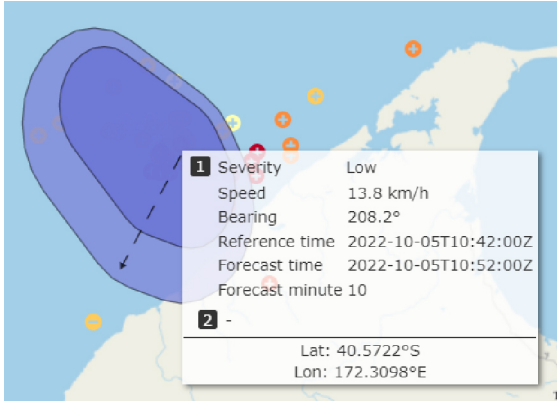 1 Severity Low
Speed 13.8 km/h
Bearing 208.2°
Reference time 2022-10-05T10:42:00Z
Forecast time 2022-10-05T10:52:00Z
Forecast minute 10
2 -
Lat: 40.5722°S
Lon: 172.3098°E